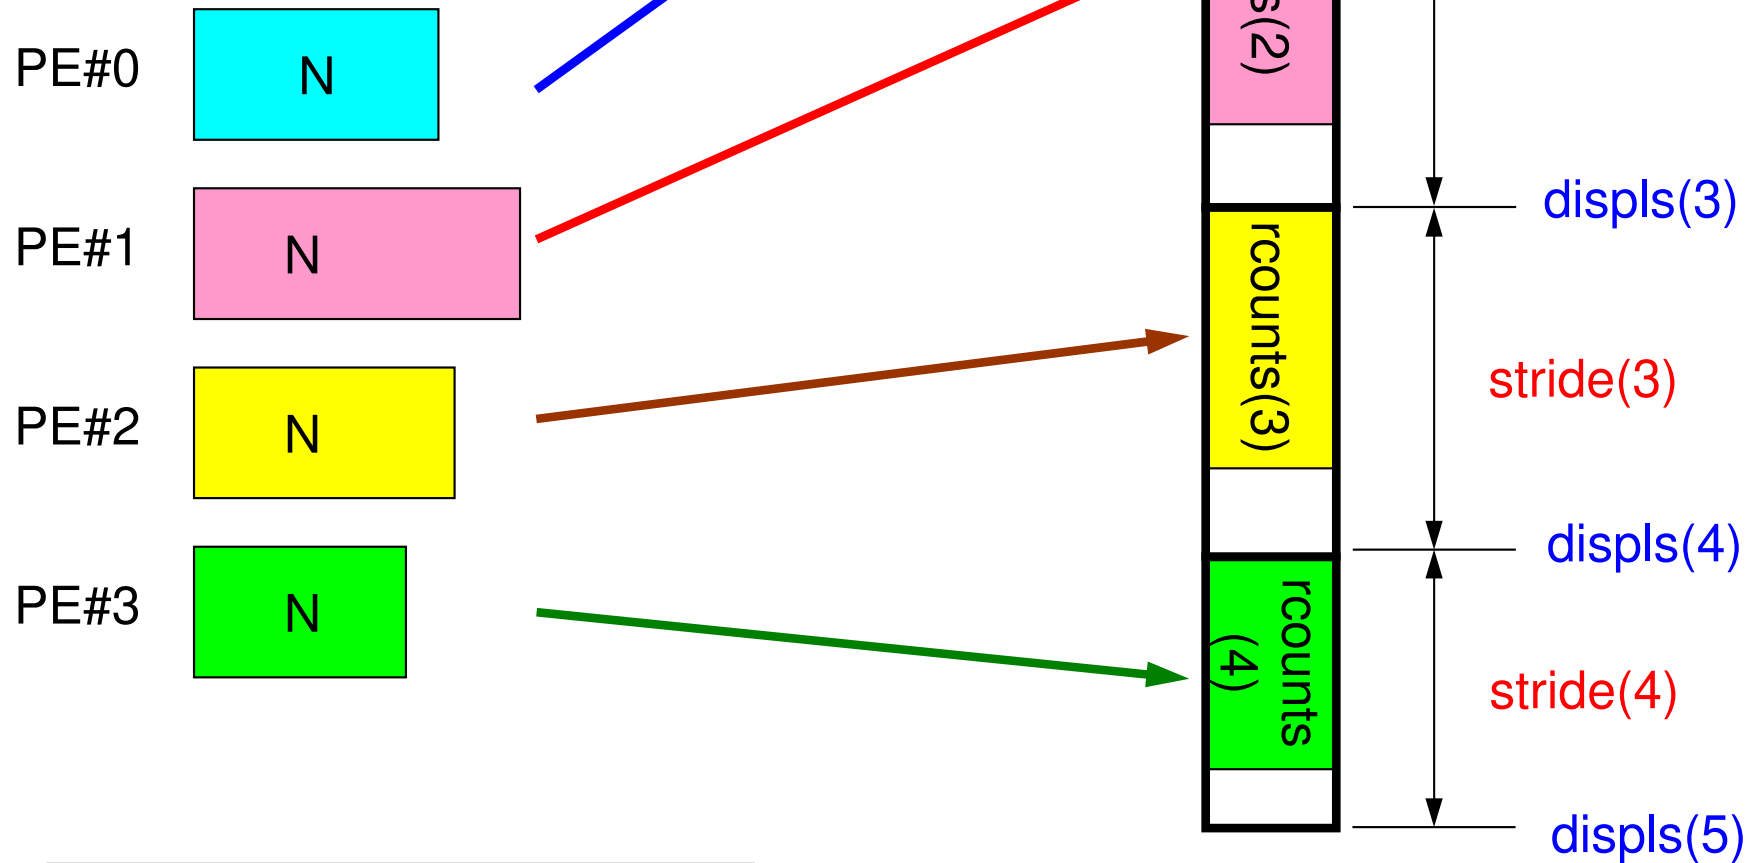 PE#0
N
PE#1
N
PE#2
N
PE#3
N
s(2)
rcounts(3)
rcounts
(4)
displs(3)
stride(3)
displs(4)
stride(4)
displs(5)